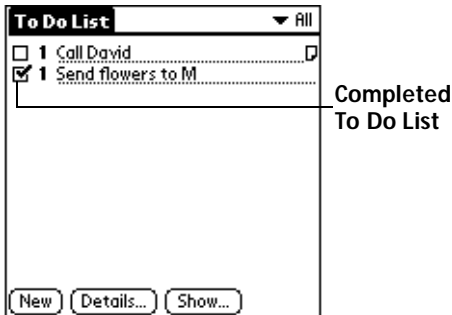 To Do List All
1 Call David
1 Send flowers to M
Completed
To Do List
New Details... Show...